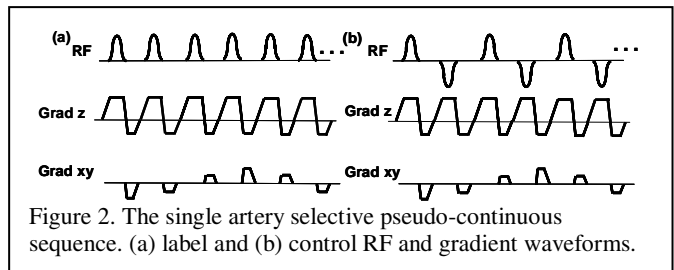 (a) RF ... (b) RF ...
Grad z Grad z
Grad xy Grad xy
Figure 2. The single artery selective pseudo-continuous
sequence. (a) label and (b) control RF and gradient waveforms.